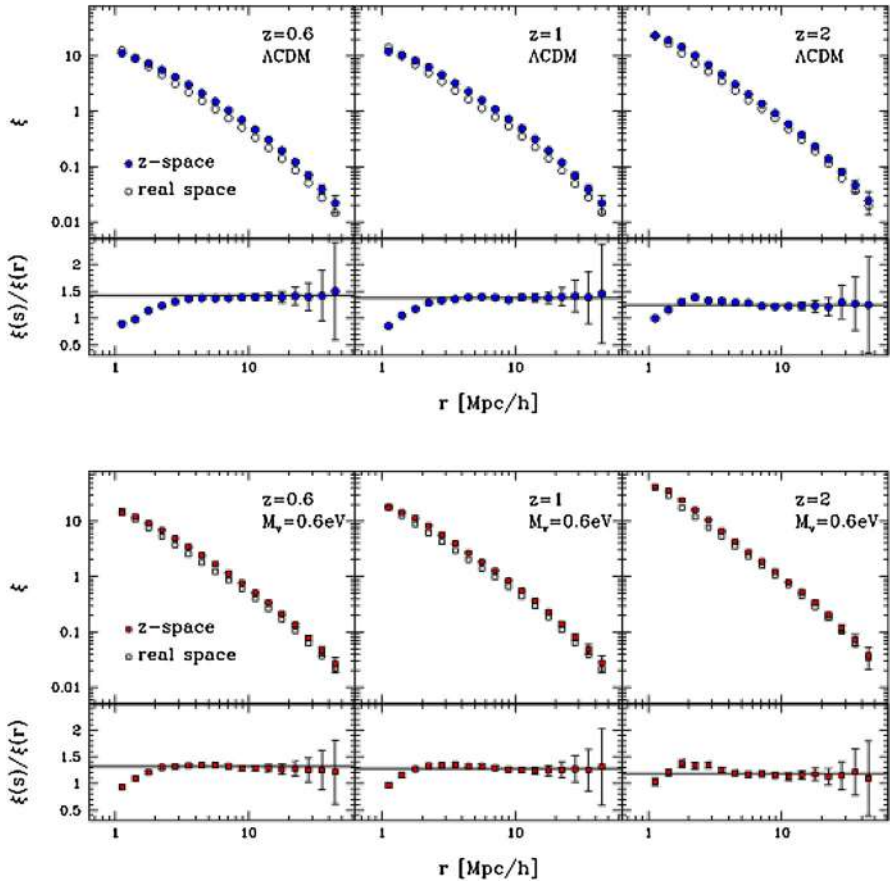 z=0.6 z=1 z=2
ΛCDM ΛCDM ΛCDM
10
1
ξ
0.1
0.01
z-space
real space
2
1.5
1
0.5
ξ(s)/ξ(r)
1 10 1 10 1 10
r [Mpc/h]
z=0.6 z=1 z=2
Mν=0.6eV Mν=0.6eV Mν=0.6eV
10
1
ξ
0.1
0.01
z-space
real space
2
1.5
1
0.5
ξ(s)/ξ(r)
1 10 1 10 1 10
r [Mpc/h]